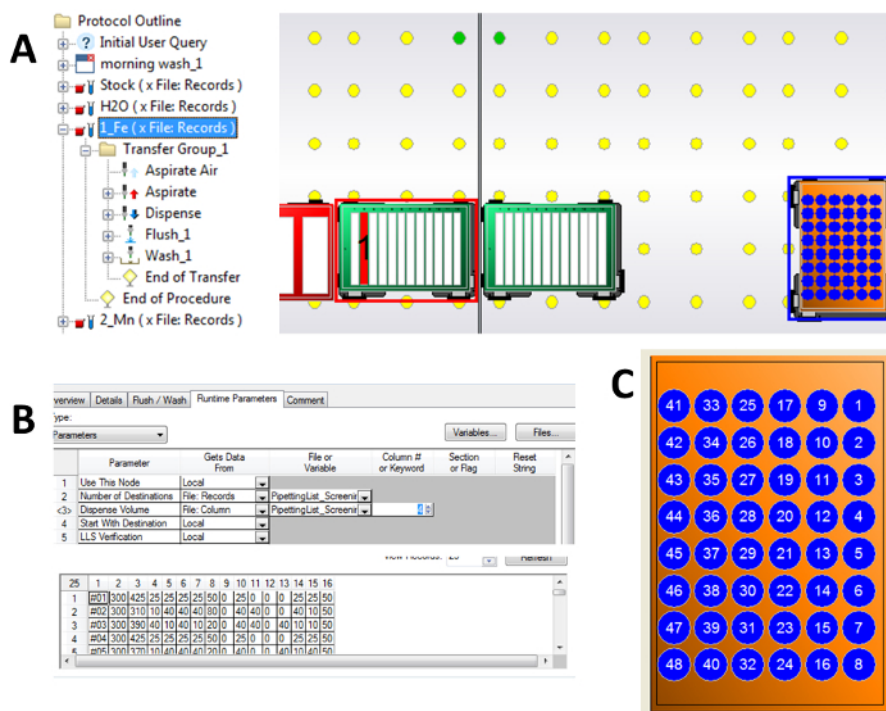 A
Protocol Outline
Initial User Query
morning wash_1
Stock ( x File: Records )
H2O ( x File: Records )
1_Fe ( x File: Records )
Transfer Group_1
Aspirate Air
Aspirate
Dispense
Flush_1
Wash_1
End of Transfer
End of Procedure
2_Mn ( x File: Records )
1
B
Details Flush / Wash Runtime Parameters Comment
Variables... Files...
Parameter Gets Data From File or Variable Column # or Keyword Section or Flag Reset String
1 Use This Node Local
2 Number of Destinations File: Records
<3> Dispense Volume File: Column 4
4 Start With Destination Local
5 LLS Verification Local
25 1 2 3 4 5 6 7 8 9 10 11 12 13 14 15 16
1 #01 300 425 25 25 25 25 50 0 25 0 0 0 25 25 50
2 #02 300 310 10 40 40 40 80 0 40 40 0 0 40 40 50
3 #03 300 390 40 10 40 10 20 0
4 #04 300 425 25 25 25 25 50 0 25 0 0 0 25 25 50
C
41 33 25 17 9 1
42 34 26 18 10 2
43 35 27 19 11 3
44 36 28 20 12 4
45 37 29 21 13 5
46 38 30 22 14 6
47 39 31 23 15 7
48 40 32 24 16 8